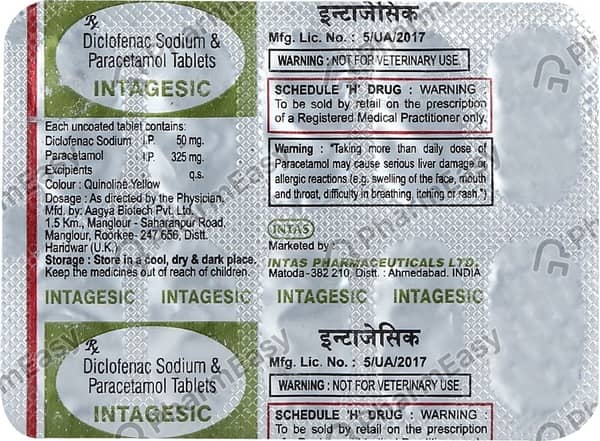 Rx
Diclofenac Sodium &
Paracetamol Tablets
INTAGESIC
Each uncoated tablet contains:
Diclofenac Sodium I.P. 50 mg.
Paracetamol I.P. 325 mg.
Excipients q.s.
Colour : Quinoline Yellow
Dosage : As directed by the Physician.
Mfd. by: Aagya Biotech Pvt. Ltd.
1.5 Km., Manglour - Saharanpur Road,
Manglour, Roorkee- 247 656, Distt.
Haridwar (U.K.)
Storage : Store in a cool, dry & dark place.
Keep the medicines out of reach of children.
इन्टाजेसिक
Mfg. Lic. No. : 5/UA/2017
WARNING : NOT FOR VETERINARY USE.
SCHEDULE 'H' DRUG : WARNING :
To be sold by retail on the prescription
of a Registered Medical Practitioner only.
Warning : "Taking more than daily dose of
Paracetamol may cause serious liver damage or
allergic reactions (e.g. swelling of the face, mouth
and throat, difficulty in breathing, itching or rash.")
INTAS
Marketed by :
INTAS PHARMACEUTICALS LTD.
Matoda-382 210, Distt. : Ahmedabad. INDIA
INTAGESIC INTAGESIC INTAGESIC INTAGESIC
Rx
Diclofenac Sodium &
Paracetamol Tablets
INTAGESIC
इन्टाजेसिक
Mfg. Lic. No. : 5/UA/2017
WARNING : NOT FOR VETERINARY USE.
SCHEDULE 'H' DRUG : WARNING :
To be sold by retail on the prescription
PharmEasy
PharmEasy
PharmEasy